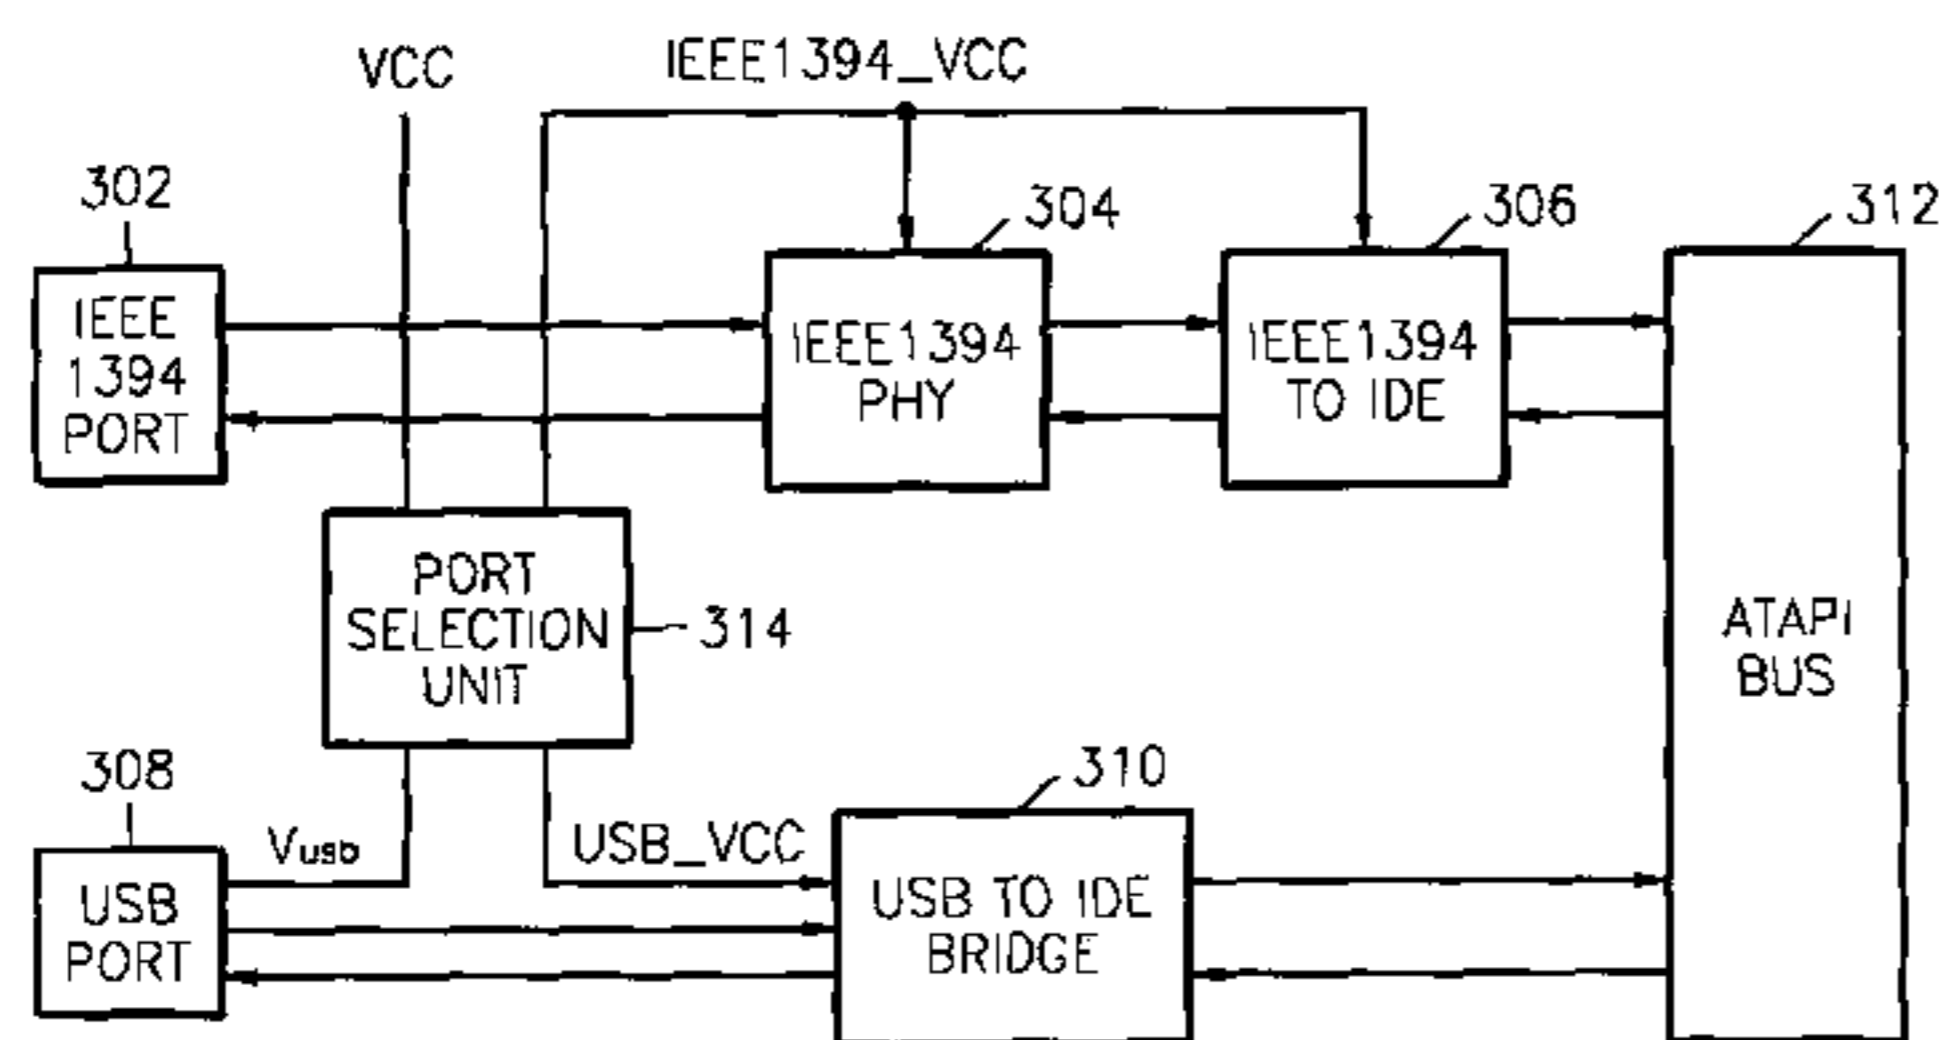 VCC
IEEE1394_VCC
302
304
306
312
IEEE
1394
PORT
IEEE1394
PHY
IEEE1394
TO IDE
PORT
SELECTION
UNIT
314
ATAPI
BUS
308
310
Vusb
USB_VCC
USB
PORT
USB TO IDE
BRIDGE